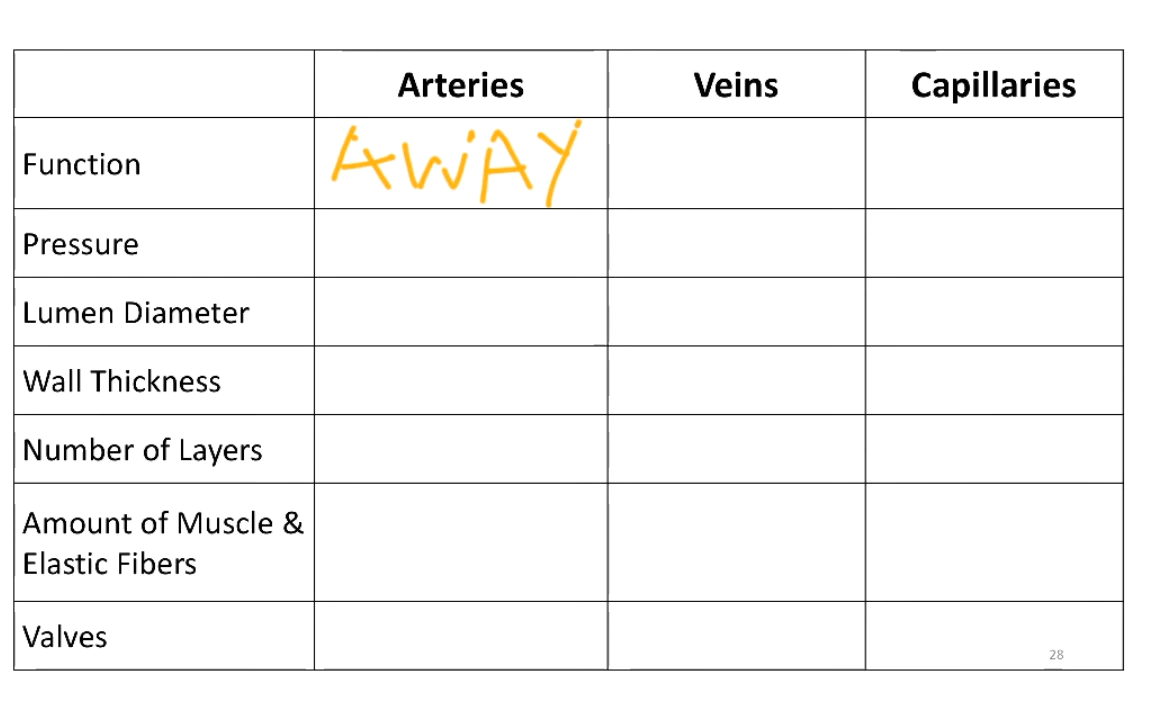 Arteries Veins Capillaries
Function AWAY
Pressure
Lumen Diameter
Wall Thickness
Number of Layers
Amount of Muscle &
Elastic Fibers
Valves
28